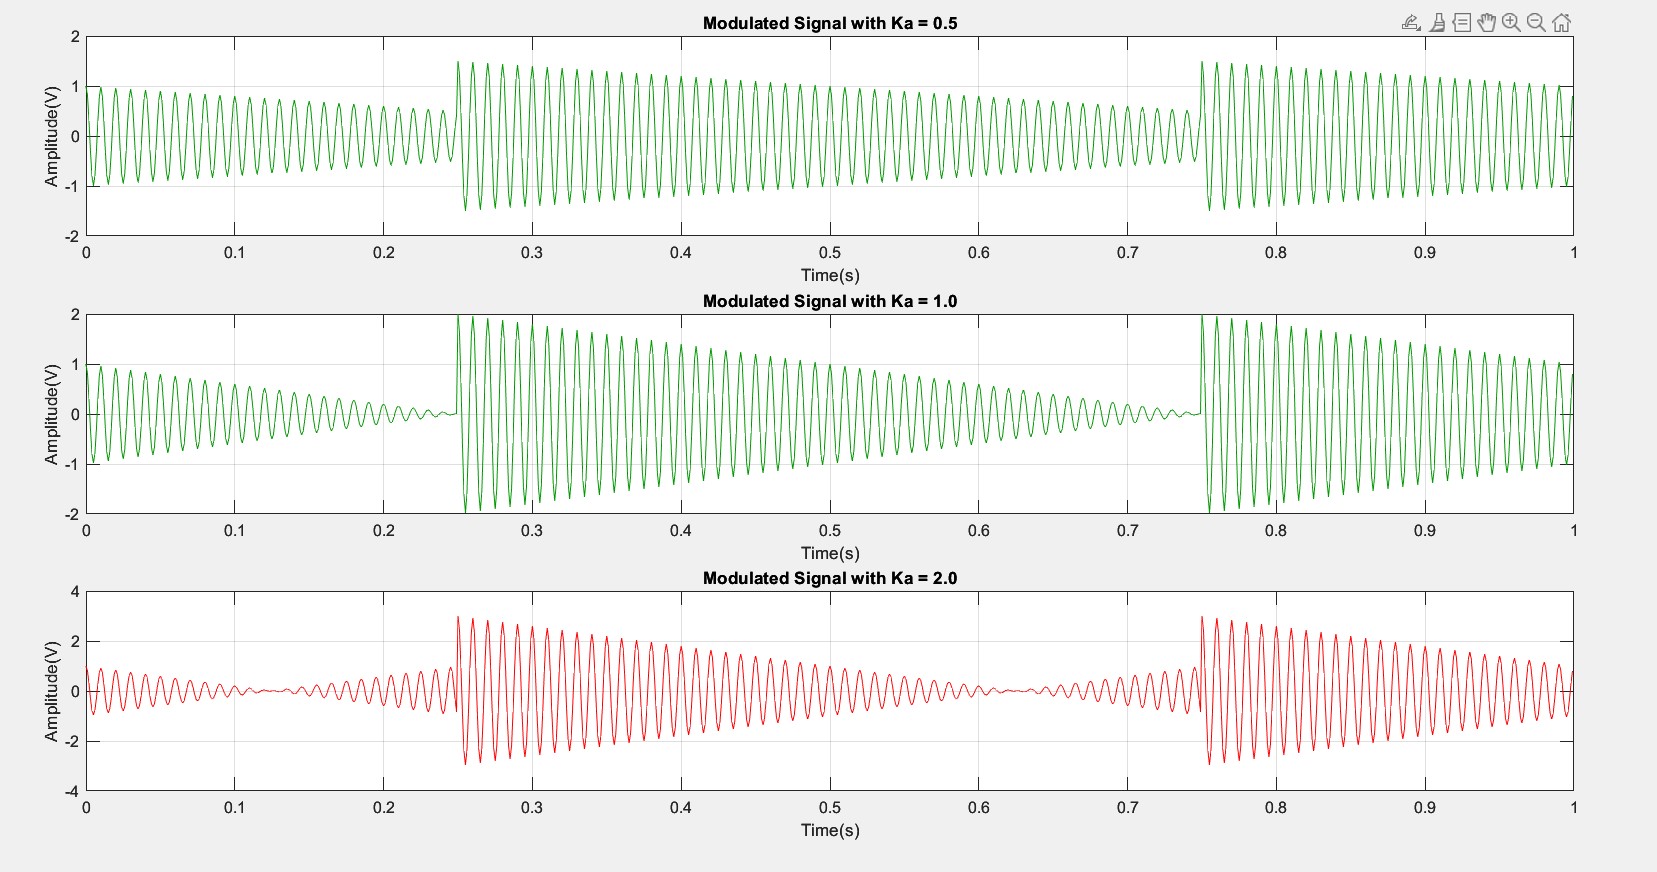 Modulated Signal with Ka = 0.5
2
1
0
-1
-2
Amplitude(V)
0 0.1 0.2 0.3 0.4 0.5 0.6 0.7 0.8 0.9 1
Time(s)
Modulated Signal with Ka = 1.0
2
1
0
-1
-2
Amplitude(V)
0 0.1 0.2 0.3 0.4 0.5 0.6 0.7 0.8 0.9 1
Time(s)
Modulated Signal with Ka = 2.0
4
2
0
-2
-4
Amplitude(V)
0 0.1 0.2 0.3 0.4 0.5 0.6 0.7 0.8 0.9 1
Time(s)